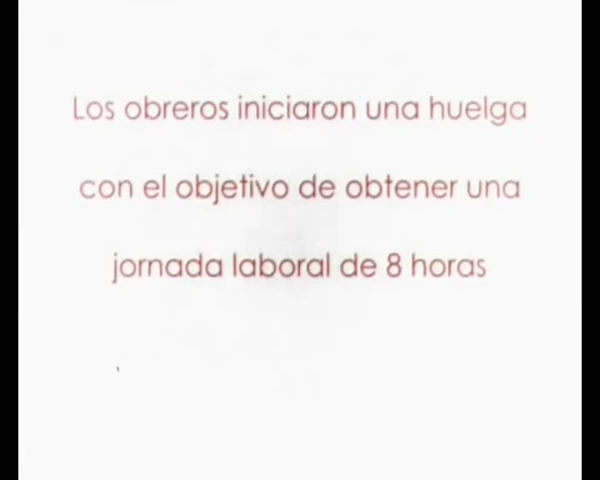 Los obreros iniciaron una huelga
con el objetivo de obtener una
jornada laboral de 8 horas